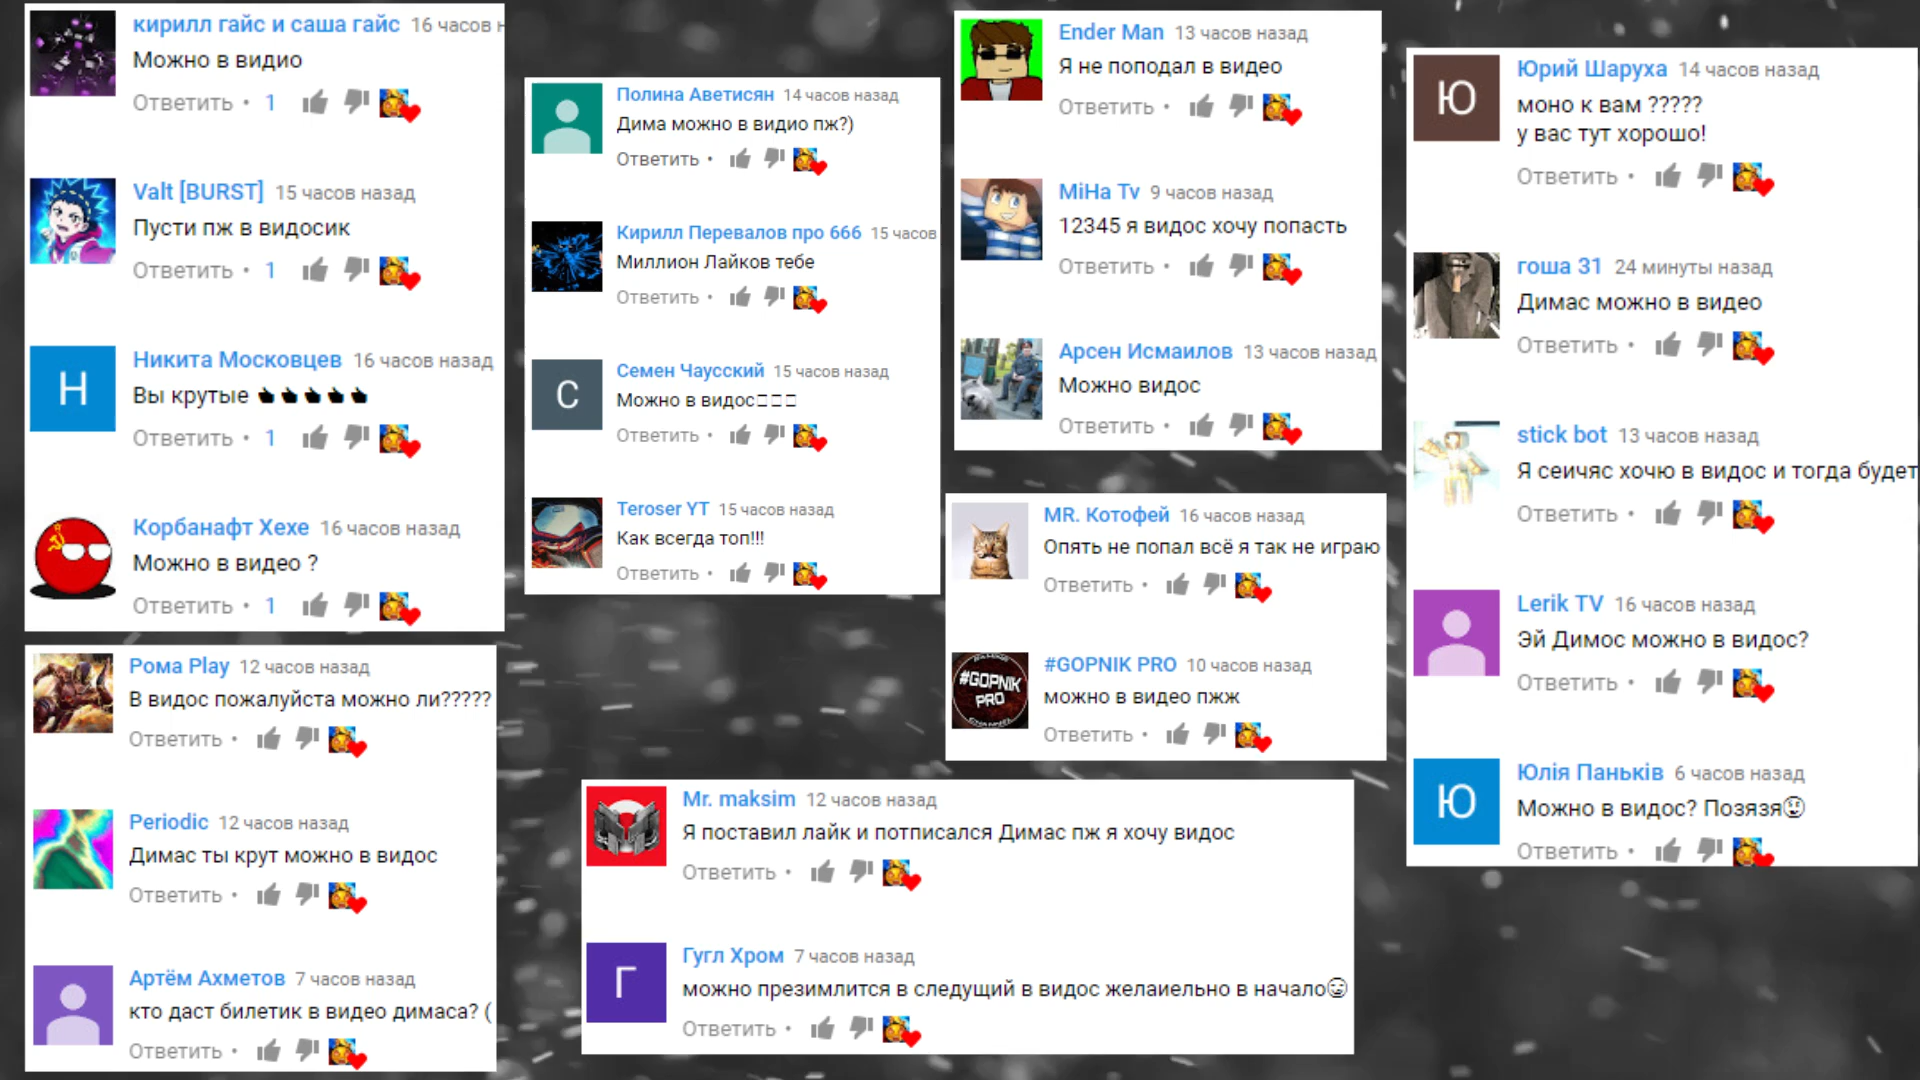 кирилл гайс и саша гайс 16 часов
Можно в видио
Ответить • 1
Valt [BURST] 15 часов назад
Пусти пж в видосик
Ответить • 1
Никита Московцев 16 часов назад
Вы крутые
Ответить • 1
Корбанафт Хехе 16 часов назад
Можно в видео ?
Ответить • 1
Рома Play 12 часов назад
В видос пожалуйста можно ли?????
Ответить •
Periodic 12 часов назад
Димас ты крут можно в видос
Ответить •
Артём Ахметов 7 часов назад
кто даст билетик в видео димаса? (
Ответить •
Полина Аветисян 14 часов назад
Дима можно в видио пж?)
Ответить •
Кирилл Перевалов про 666 15 часов
Миллион Лайков тебе
Ответить •
Семен Чаусский 15 часов назад
Можно в видос□□□
Ответить •
Teroser YT 15 часов назад
Как всегда топ!!!
Ответить •
Ender Man 13 часов назад
Я не поподал в видео
Ответить •
MiHa Tv 9 часов назад
12345 я видос хочу попасть
Ответить •
Арсен Исмаилов 13 часов назад
Можно видос
Ответить •
MR. Котофей 16 часов назад
Опять не попал всё я так не играю
Ответить •
#GOPNIK PRO 10 часов назад
можно в видео пжж
Ответить •
#GOPNIK
PRO
Mr. maksim 12 часов назад
Я поставил лайк и потписался Димас пж я хочу видос
Ответить •
Гугл Хром 7 часов назад
можно презимлится в следущий в видос желаиельно в начало😉
Ответить •
Юрий Шаруха 14 часов назад
моно к вам ?????
у вас тут хорошо!
Ответить •
гоша 31 24 минуты назад
Димас можно в видео
Ответить •
stick bot 13 часов назад
Я сеичяс хочю в видос и тогда будет
Ответить •
Lerik TV 16 часов назад
Эй Димос можно в видос?
Ответить •
Юлія Паньків 6 часов назад
Можно в видос? Позязя
Ответить •
Н
С
Г
Ю
Ю